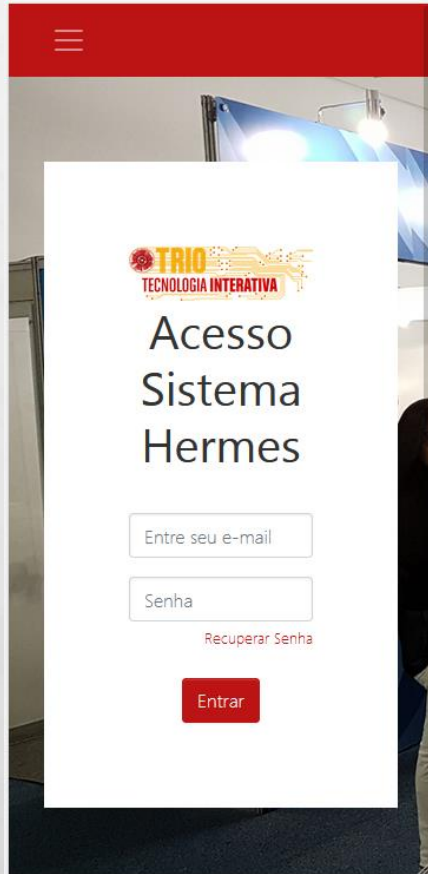 TRIO
TECNOLOGIA INTERATIVA
Acesso
Sistema
Hermes
Entre seu e-mail
Senha
Recuperar Senha
Entrar